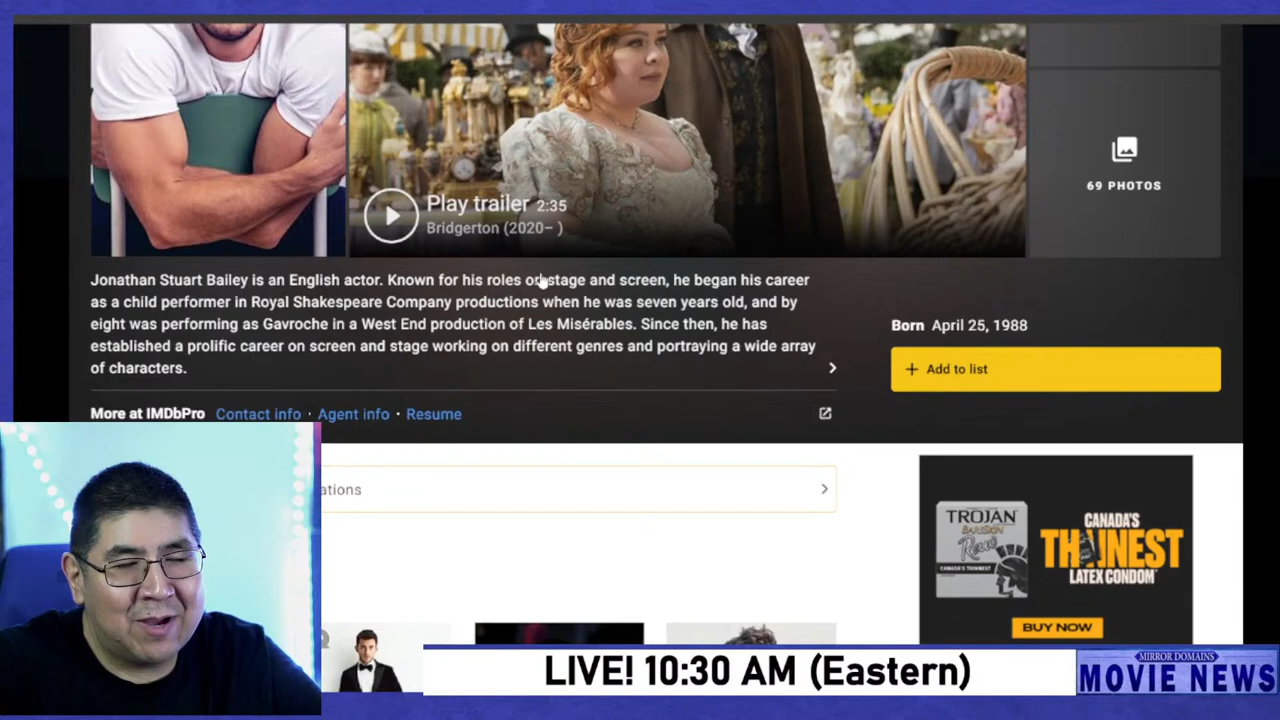 69 PHOTOS
Play trailer 2:35
Bridgerton (2020– )
Jonathan Stuart Bailey is an English actor. Known for his roles on stage and screen, he began his career
as a child performer in Royal Shakespeare Company productions when he was seven years old, and by
eight was performing as Gavroche in a West End production of Les Misérables. Since then, he has
established a prolific career on screen and stage working on different genres and portraying a wide array
of characters.
Born April 25, 1988
+ Add to list
More at IMDbPro Contact info · Agent info · Resume
ations
TROJAN
BARESKIN
Raw
CANADA'S THINNEST
CANADA'S
THINNEST
LATEX CONDOM
BUY NOW
LIVE! 10:30 AM (Eastern)
MIRROR DOMAINS
MOVIE NEWS